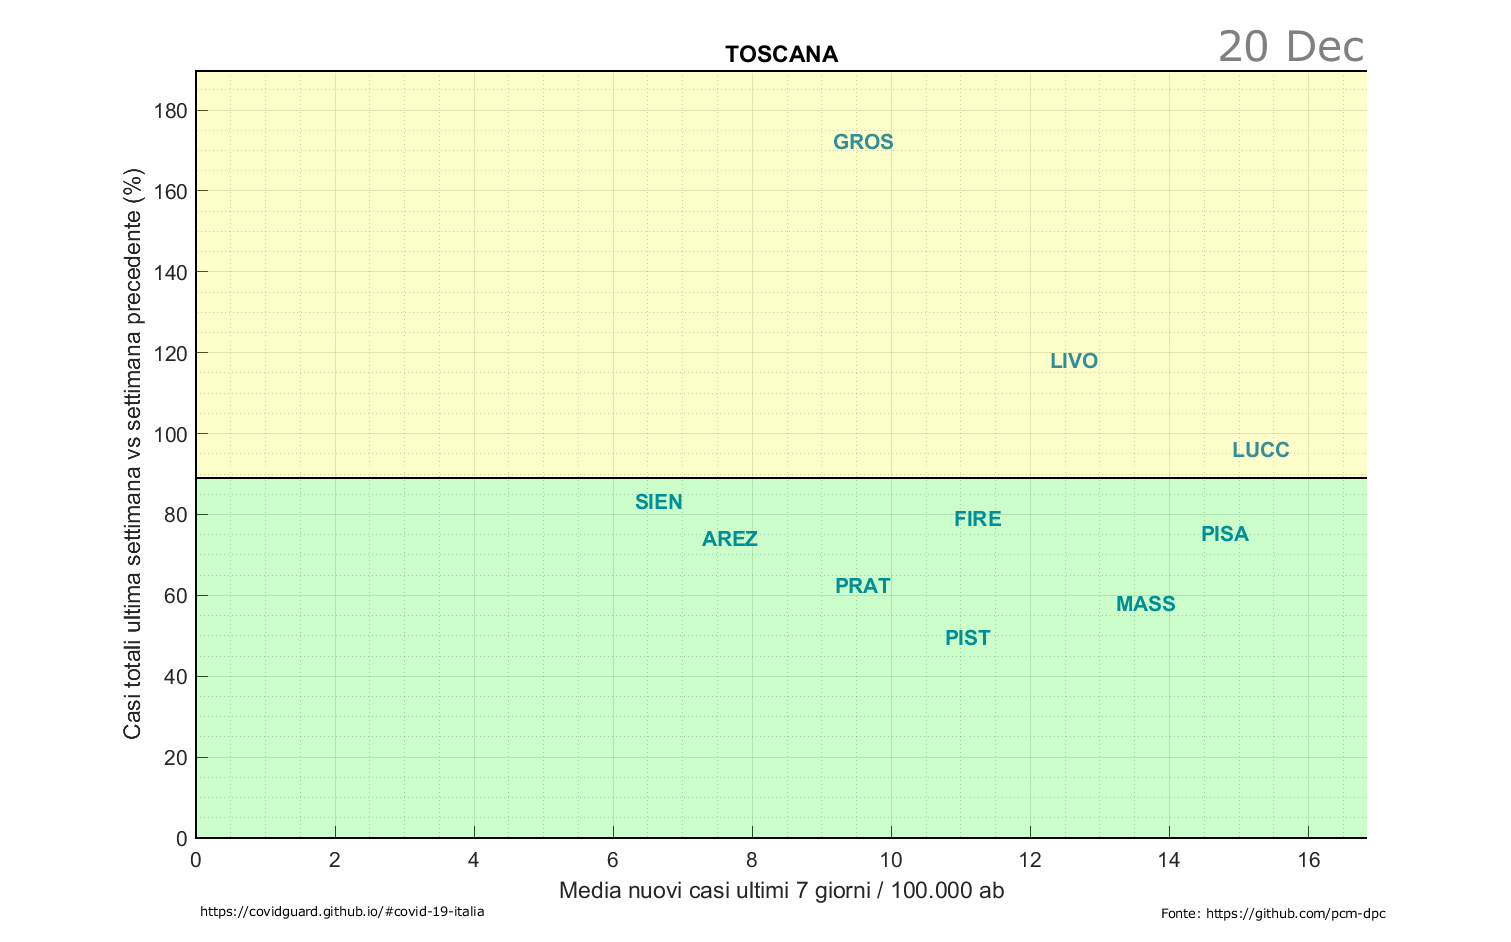 20 Dec
TOSCANA
Casi totali ultima settimana vs settimana precedente (%)
180
160
140
120
100
80
60
40
20
0
GROS
LIVO
LUCC
SIEN
FIRE
PISA
AREZ
PRAT
MASS
PIST
0 2 4 6 8 10 12 14 16
Media nuovi casi ultimi 7 giorni / 100.000 ab
https://covidguard.github.io/#covid-19-italia
Fonte: https://github.com/pcm-dpc